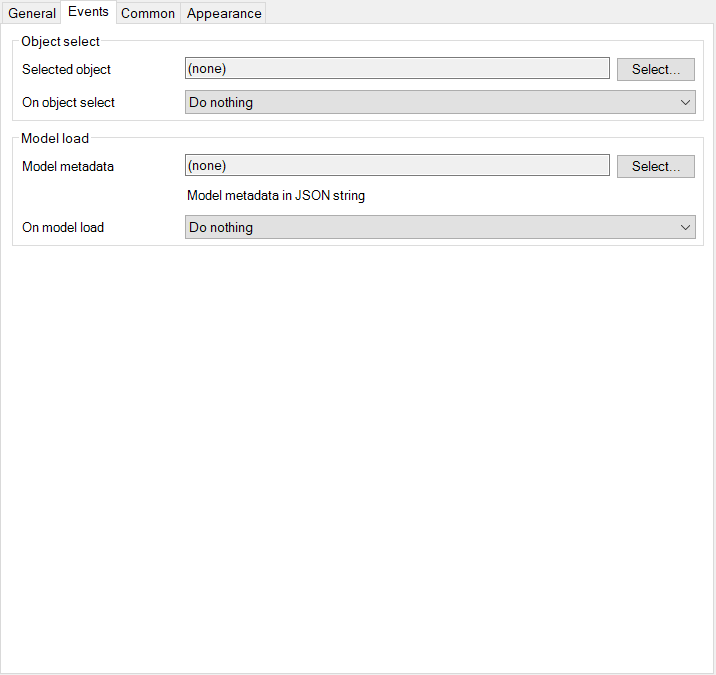 General Events Common Appearance
Object select
Selected object (none) Select...
On object select Do nothing
Model load
Model metadata (none) Select...
Model metadata in JSON string
On model load Do nothing